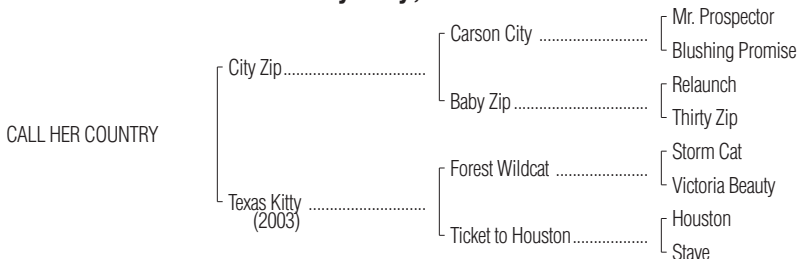 Mr. Prospector
Carson City
Blushing Promise
City Zip
Relaunch
Baby Zip
Thirty Zip
CALL HER COUNTRY
Storm Cat
Forest Wildcat
Victoria Beauty
Texas Kitty
(2003)
Houston
Ticket to Houston
Stave